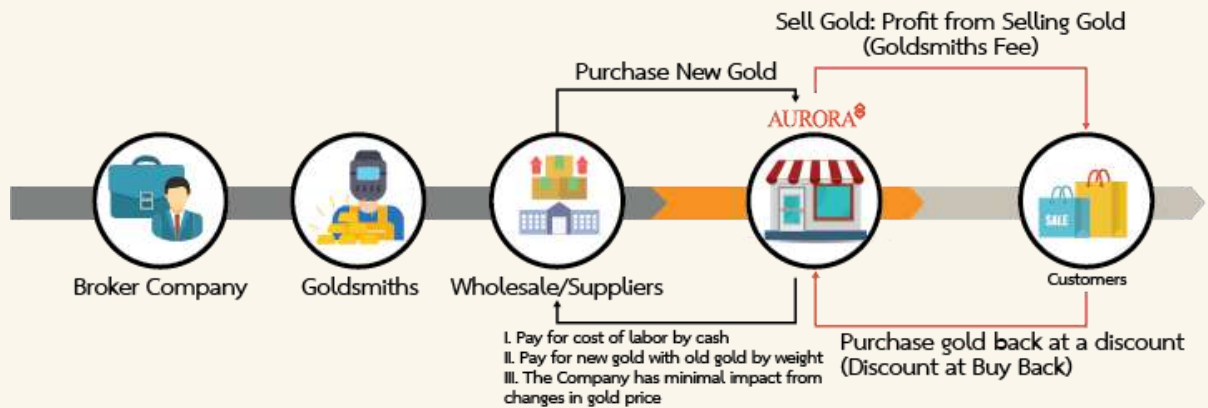 Sell Gold: Profit from Selling Gold
(Goldsmiths Fee)
Purchase New Gold
AURORA
SALE
Broker Company
Goldsmiths
Wholesale/Suppliers
Customers
I. Pay for cost of labor by cash
II. Pay for new gold with old gold by weight
III. The Company has minimal impact from
changes in gold price
Purchase gold back at a discount
(Discount at Buy Back)